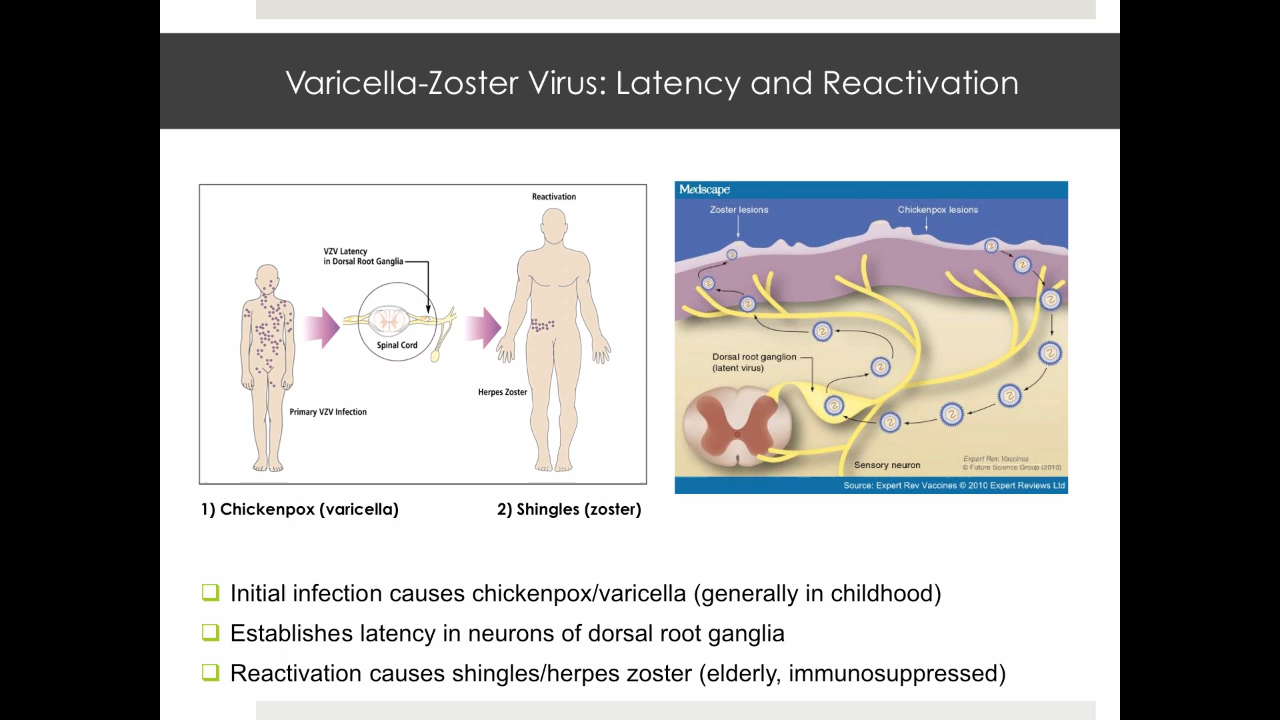 Varicella-Zoster Virus: Latency and Reactivation
Reactivation
VZV Latency
in Dorsal Root Ganglia
Spinal Cord
Herpes Zoster
Primary VZV Infection
1) Chickenpox (varicella)
2) Shingles (zoster)
Medscape
Zoster lesions
Chickenpox lesions
Dorsal root ganglion
(latent virus)
Sensory neuron
Expert Rev. Vaccines
© Future Science Group (2010)
Source: Expert Rev Vaccines © 2010 Expert Reviews Ltd
Initial infection causes chickenpox/varicella (generally in childhood)
Establishes latency in neurons of dorsal root ganglia
Reactivation causes shingles/herpes zoster (elderly, immunosuppressed)